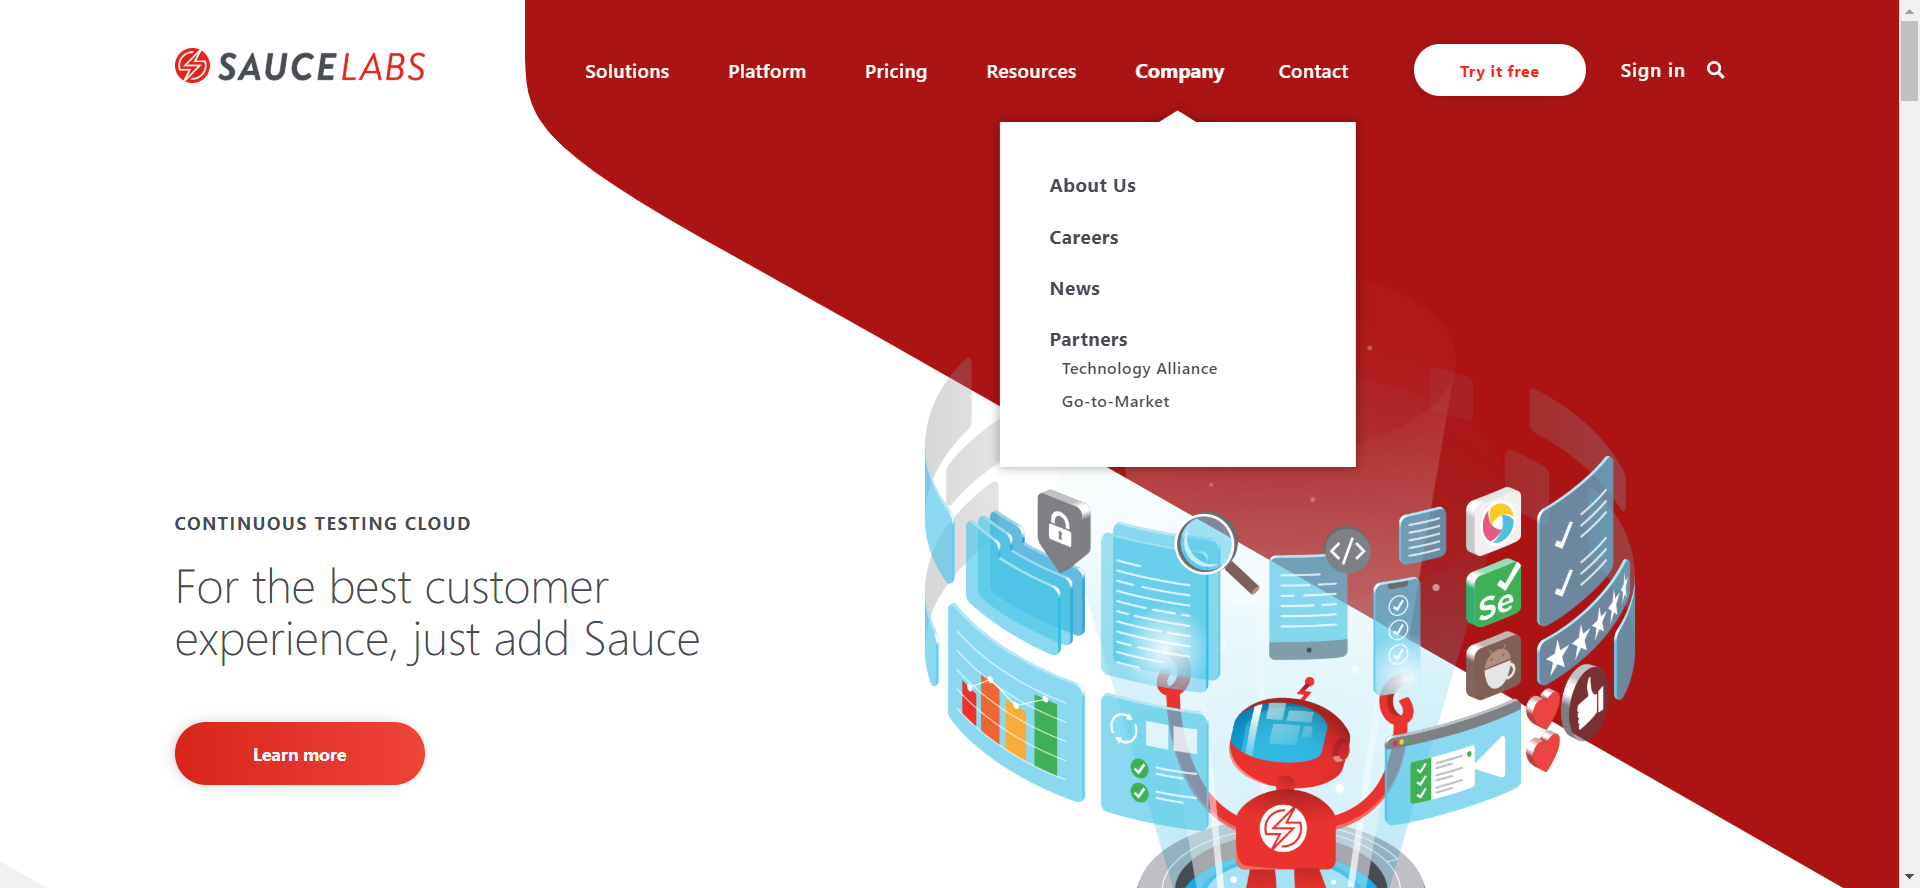 SAUCELABS
Solutions
Platform
Pricing
Resources
Company
Contact
Try it free
Sign in
About Us
Careers
News
Partners
Technology Alliance
Go-to-Market
CONTINUOUS TESTING CLOUD
For the best customer
experience, just add Sauce
Learn more
</>
Se